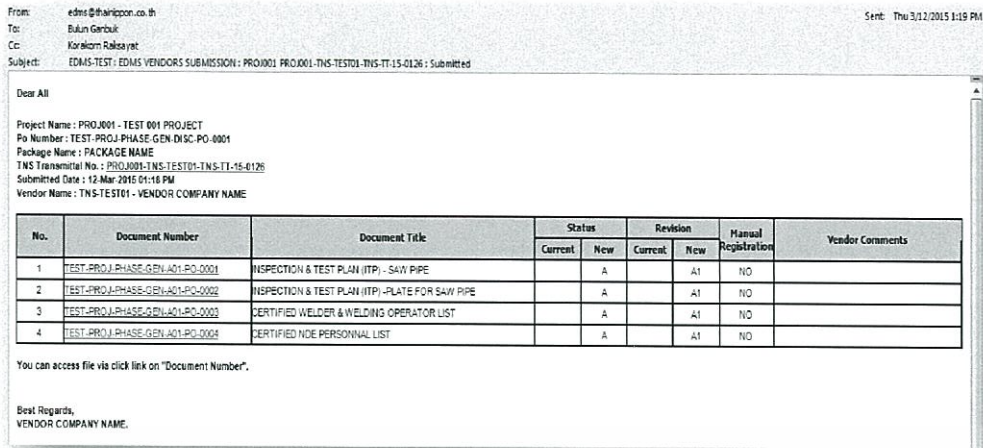 From: edms@thainippon.co.th
Sent: Thu 3/12/2015 1:19 PM
To: Bulun Ganbuk
Cc: Korakorn Raksayat
Subject: EDMS-TEST : EDMS VENDORS SUBMISSION : PROJ001 PROJ001-TNS-TEST01-TNS-TT-15-0126 : Submitted
Dear All
Project Name : PROJ001 - TEST 001 PROJECT
Po Number : TEST-PROJ-PHASE-GEN-DISC-PO-0001
Package Name : PACKAGE NAME
TNS Transmittal No. : PROJ001-TNS-TEST01-TNS-TT-15-0126
Submitted Date : 12-Mar-2015 01:18 PM
Vendor Name : TNS-TEST01 - VENDOR COMPANY NAME
No. Document Number Document Title Status Revision Manual Registration Vendor Comments
Current New Current New
1 TEST-PROJ-PHASE-GEN-A01-PO-0001 INSPECTION & TEST PLAN (ITP) - SAW PIPE A A1 NO
2 TEST-PROJ-PHASE-GEN-A01-PO-0002 INSPECTION & TEST PLAN (ITP) -PLATE FOR SAW PIPE A A1 NO
3 TEST-PROJ-PHASE-GEN-A01-PO-0003 CERTIFIED WELDER & WELDING OPERATOR LIST A A1 NO
4 TEST-PROJ-PHASE-GEN-A01-PO-0004 CERTIFIED NDE PERSONNAL LIST A A1 NO
You can access file via click link on "Document Number".
Best Regards,
VENDOR COMPANY NAME.